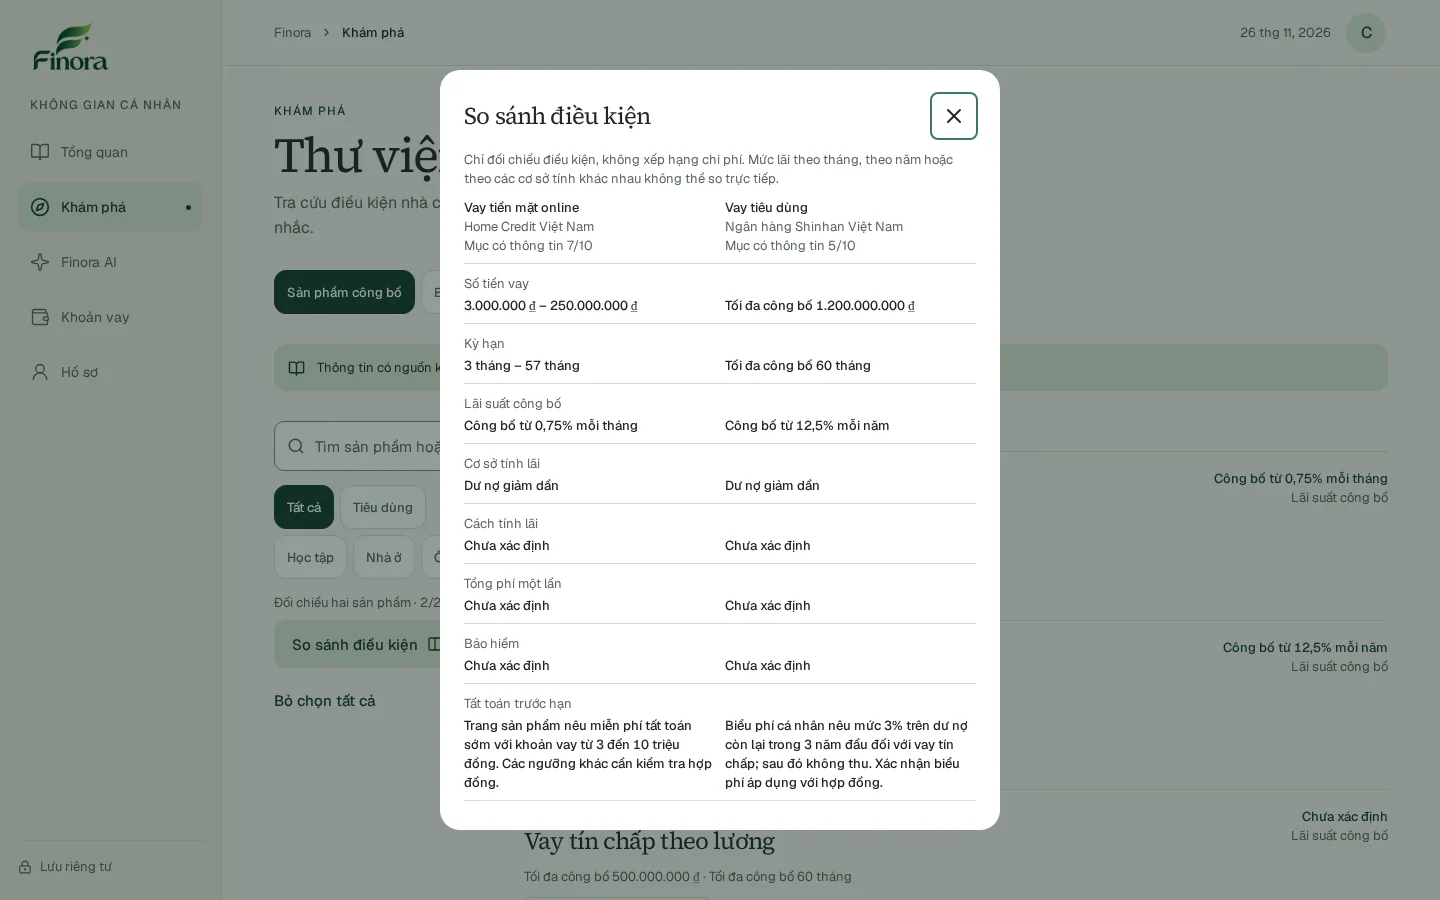 Finora
KHÔNG GIAN CÁ NHÂN
Tổng quan
Khám phá
Finora AI
Khoản vay
Hồ sơ
Lưu riêng tư
Finora > Khám phá
26 thg 11, 2026
C
KHÁM PHÁ
Thư viện
Tra cứu điều kiện nhà c
nhắc.
Sản phẩm công bố
Thông tin có nguồn k
Tìm sản phẩm hoặ
Tất cả
Tiêu dùng
Học tập
Nhà ở
Đối chiếu hai sản phẩm · 2/2
So sánh điều kiện
Bỏ chọn tất cả
So sánh điều kiện
Chỉ đối chiếu điều kiện, không xếp hạng chi phí. Mức lãi theo tháng, theo năm hoặc
theo các cơ sở tính khác nhau không thể so trực tiếp.
Vay tiền mặt online
Home Credit Việt Nam
Mục có thông tin 7/10
Vay tiêu dùng
Ngân hàng Shinhan Việt Nam
Mục có thông tin 5/10
Số tiền vay
3.000.000 ₫ – 250.000.000 ₫
Tối đa công bố 1.200.000.000 ₫
Kỳ hạn
3 tháng – 57 tháng
Tối đa công bố 60 tháng
Lãi suất công bố
Công bố từ 0,75% mỗi tháng
Công bố từ 12,5% mỗi năm
Cơ sở tính lãi
Dư nợ giảm dần
Dư nợ giảm dần
Cách tính lãi
Chưa xác định
Chưa xác định
Tổng phí một lần
Chưa xác định
Chưa xác định
Bảo hiểm
Chưa xác định
Chưa xác định
Tất toán trước hạn
Trang sản phẩm nêu miễn phí tất toán
sớm với khoản vay từ 3 đến 10 triệu
đồng. Các ngưỡng khác cần kiểm tra hợp
đồng.
Biểu phí cá nhân nêu mức 3% trên dư nợ
còn lại trong 3 năm đầu đối với vay tín
chấp; sau đó không thu. Xác nhận biểu
phí áp dụng với hợp đồng.
Công bố từ 0,75% mỗi tháng
Lãi suất công bố
Công bố từ 12,5% mỗi năm
Lãi suất công bố
Chưa xác định
Lãi suất công bố
Vay tín chấp theo lương
Tối đa công bố 500.000.000 ₫ · Tối đa công bố 60 tháng